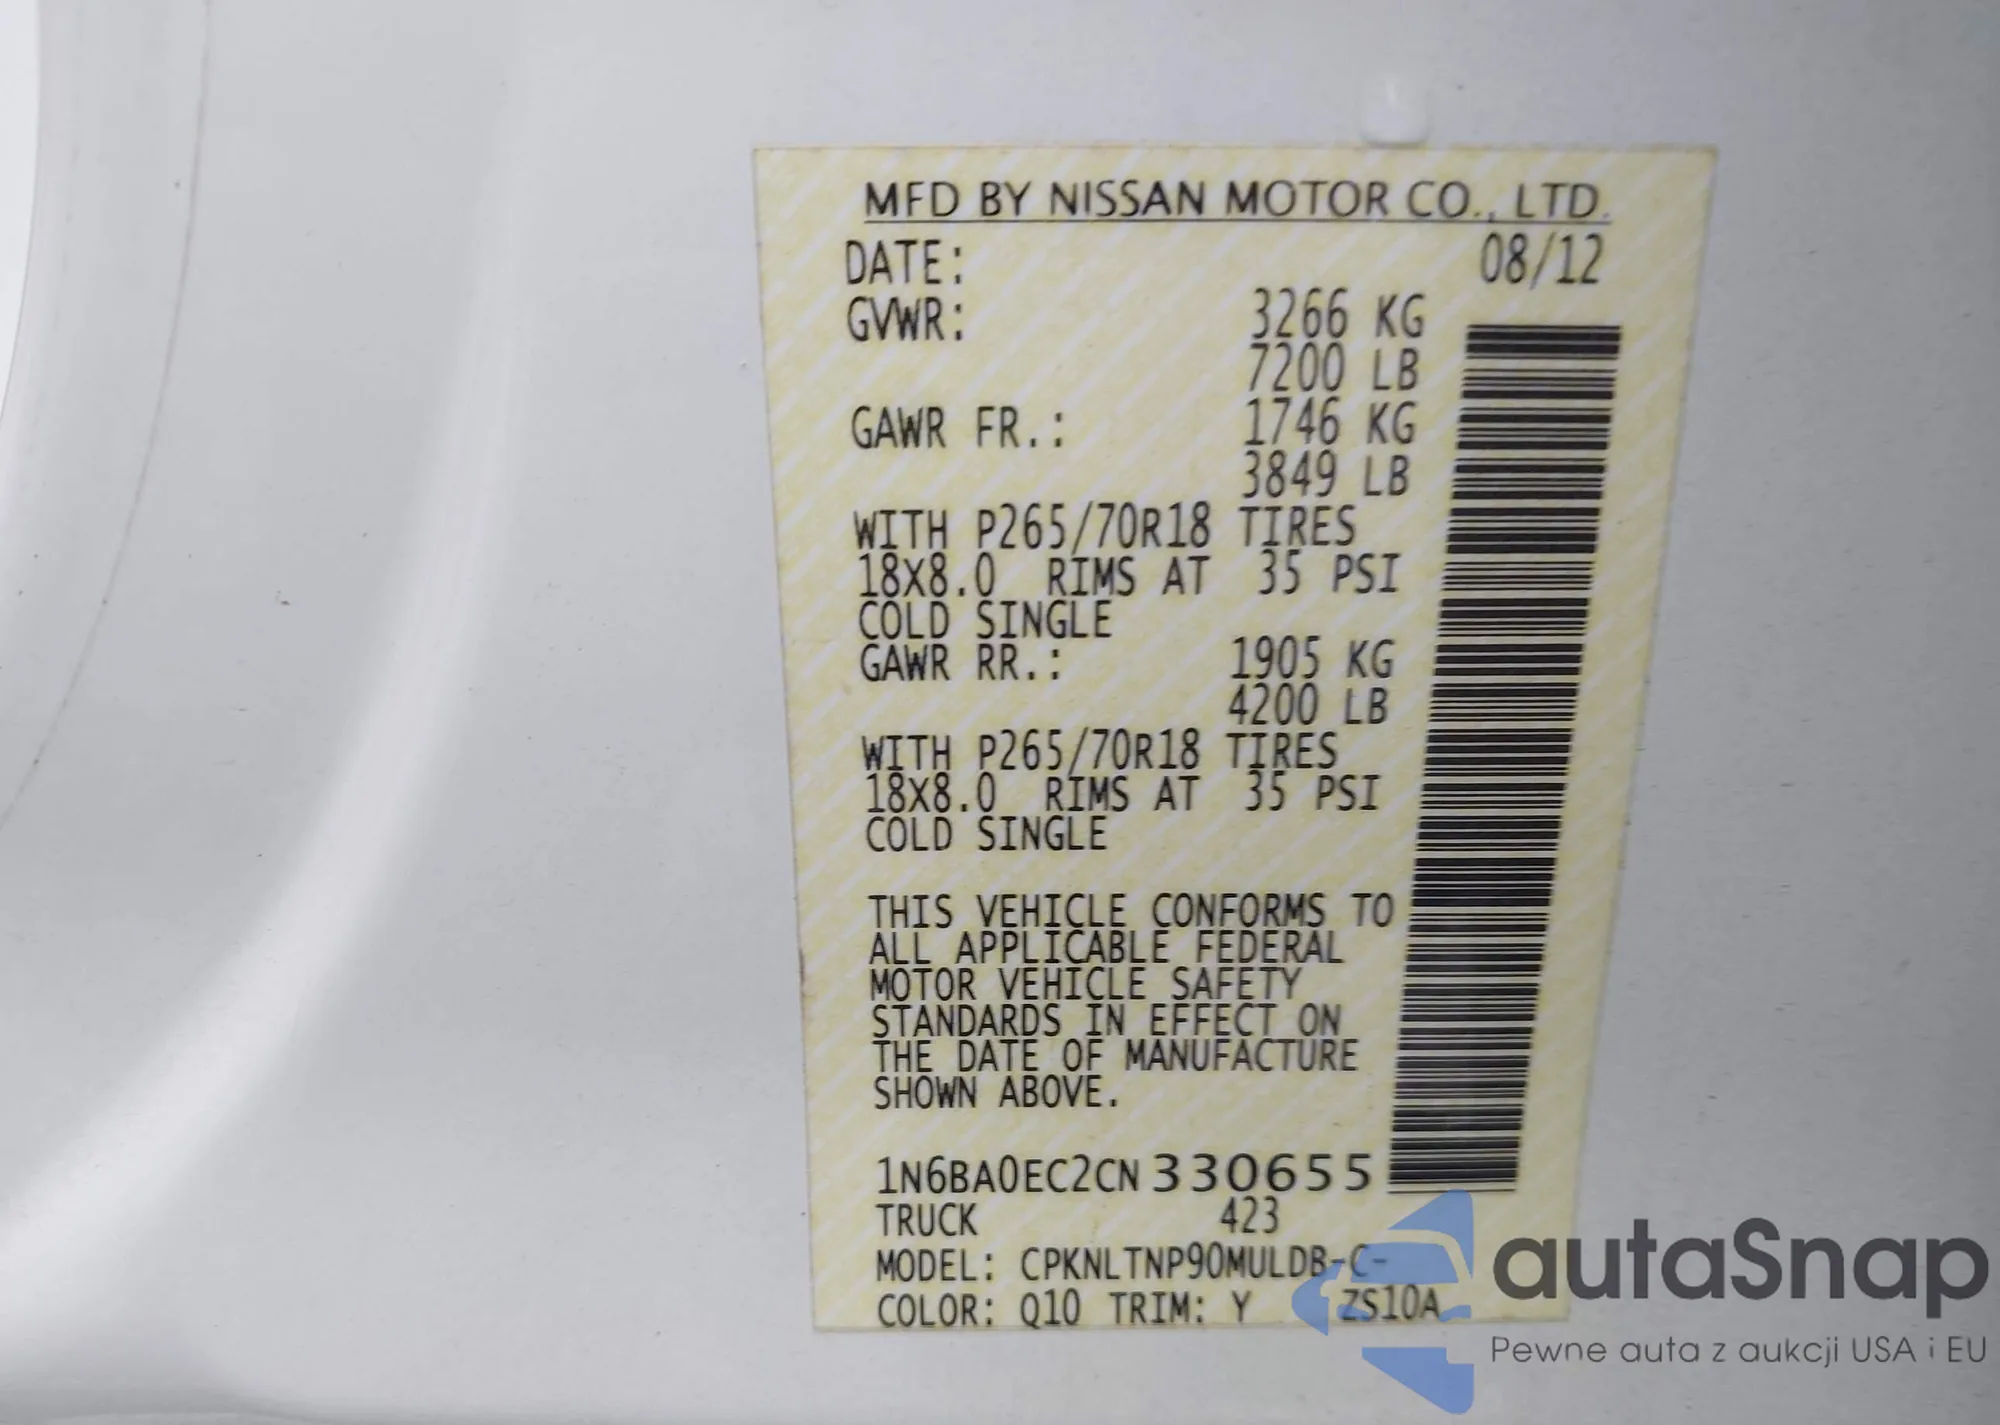 MFD BY NISSAN MOTOR CO., LTD.
DATE: 08/12
GVWR: 3266 KG
7200 LB
GAWR FR.: 1746 KG
3849 LB
WITH P265/70R18 TIRES
18X8.0 RIMS AT 35 PSI
COLD SINGLE
GAWR RR.: 1905 KG
4200 LB
WITH P265/70R18 TIRES
18X8.0 RIMS AT 35 PSI
COLD SINGLE
THIS VEHICLE CONFORMS TO
ALL APPLICABLE FEDERAL
MOTOR VEHICLE SAFETY
STANDARDS IN EFFECT ON
THE DATE OF MANUFACTURE
SHOWN ABOVE.
1N6BA0EC2CN330655
TRUCK 423
MODEL: CPKNLTNP90MULDB-C-
COLOR: Q10 TRIM: Y ZS10A
autaSnap
Pewne auta z aukcji USA i EU